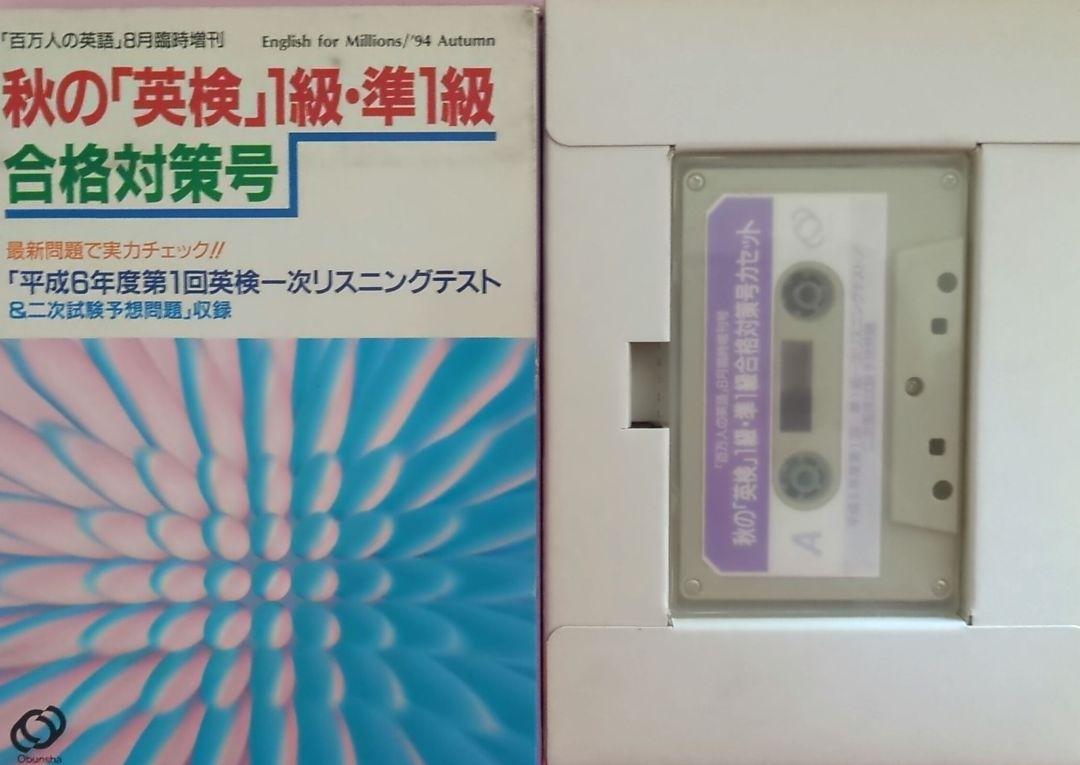 「百万人の英語」8月臨時増刊
English for Millions/'94 Autumn
秋の「英検」1級・準1級
合格対策号
最新問題で実力チェック!!
「平成6年度第1回英検一次リスニングテスト
&二次試験予想問題」収録
Obunsha
「百万人の英語」8月臨時増刊号
秋の「英検」1級・準1級合格対策号カセット
A